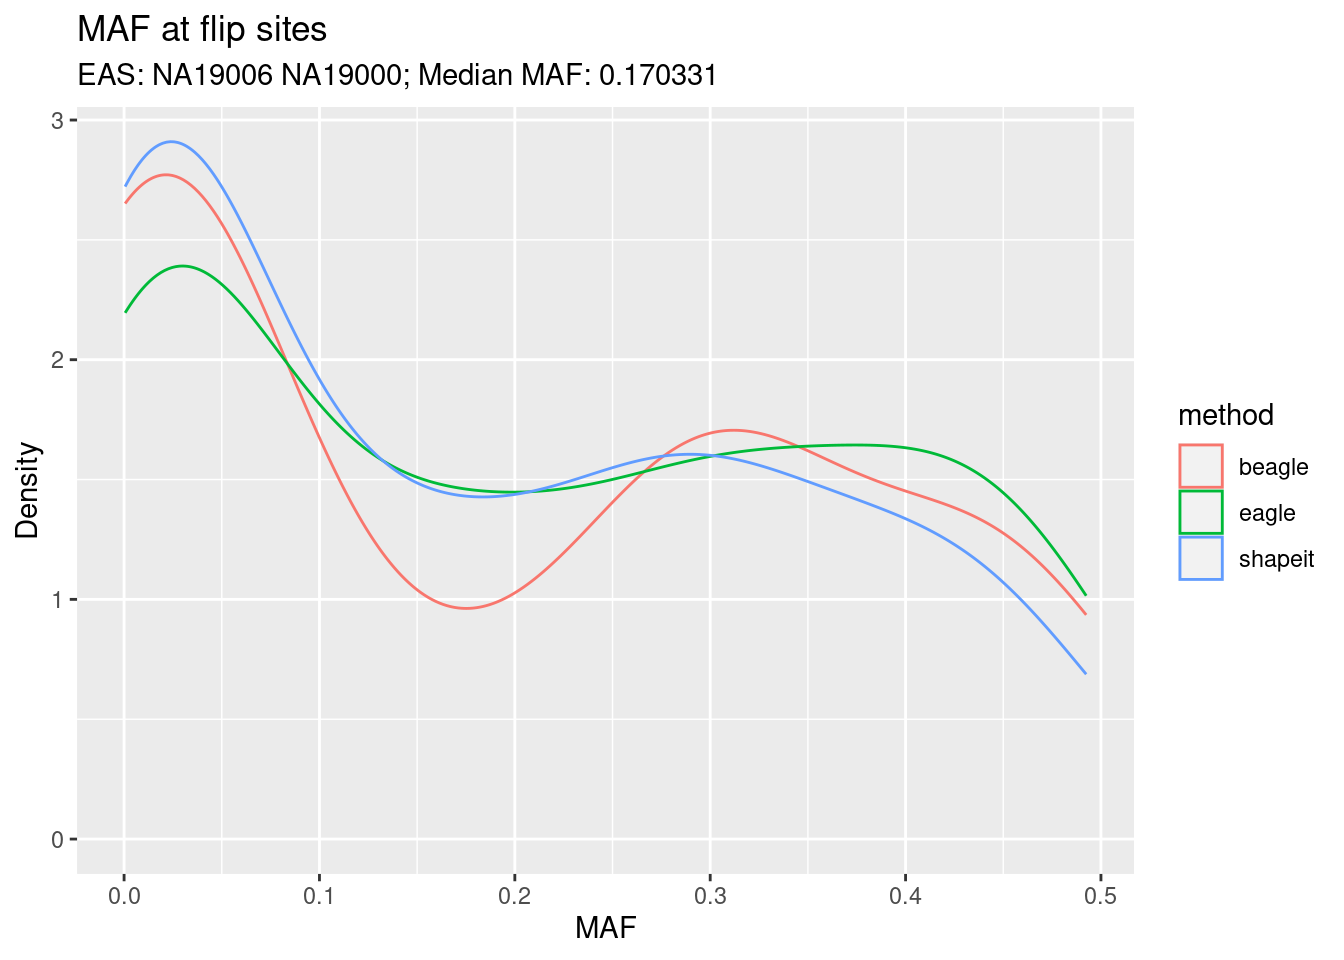 MAF at flip sites
EAS: NA19006 NA19000; Median MAF: 0.170331
3
2
1
0
Density
0.0 0.1 0.2 0.3 0.4 0.5
MAF
method
beagle
eagle
shapeit